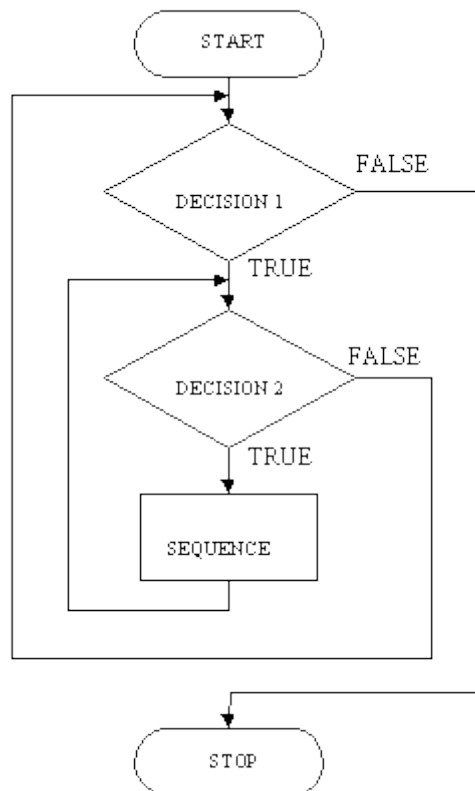 START
FALSE
DECISION 1
TRUE
FALSE
DECISION 2
TRUE
SEQUENCE
STOP